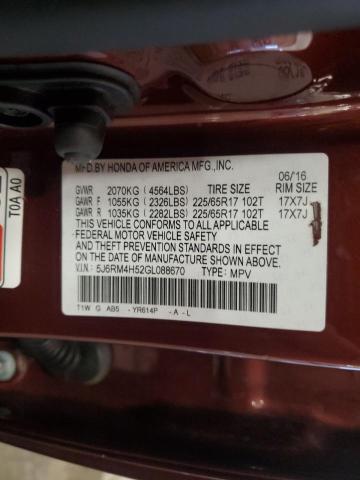 MFD.BY HONDA OF AMERICA MFG.,INC. 06/16
GVWR 2070KG (4564LBS) TIRE SIZE RIM SIZE
GAWR F 1055KG (2326LBS) 225/65R17 102T 17X7J
GAWR R 1035KG (2282LBS) 225/65R17 102T 17X7J
THIS VEHICLE CONFORMS TO ALL APPLICABLE
FEDERAL MOTOR VEHICLE SAFETY
AND THEFT PREVENTION STANDARDS IN EFFECT
ON THE DATE OF MANUFACTURE SHOWN ABOVE.
V.I.N. 5J6RM4H52GL088670 TYPE: MPV
T1W G AB5 - YR614P - A - L
T0A A0